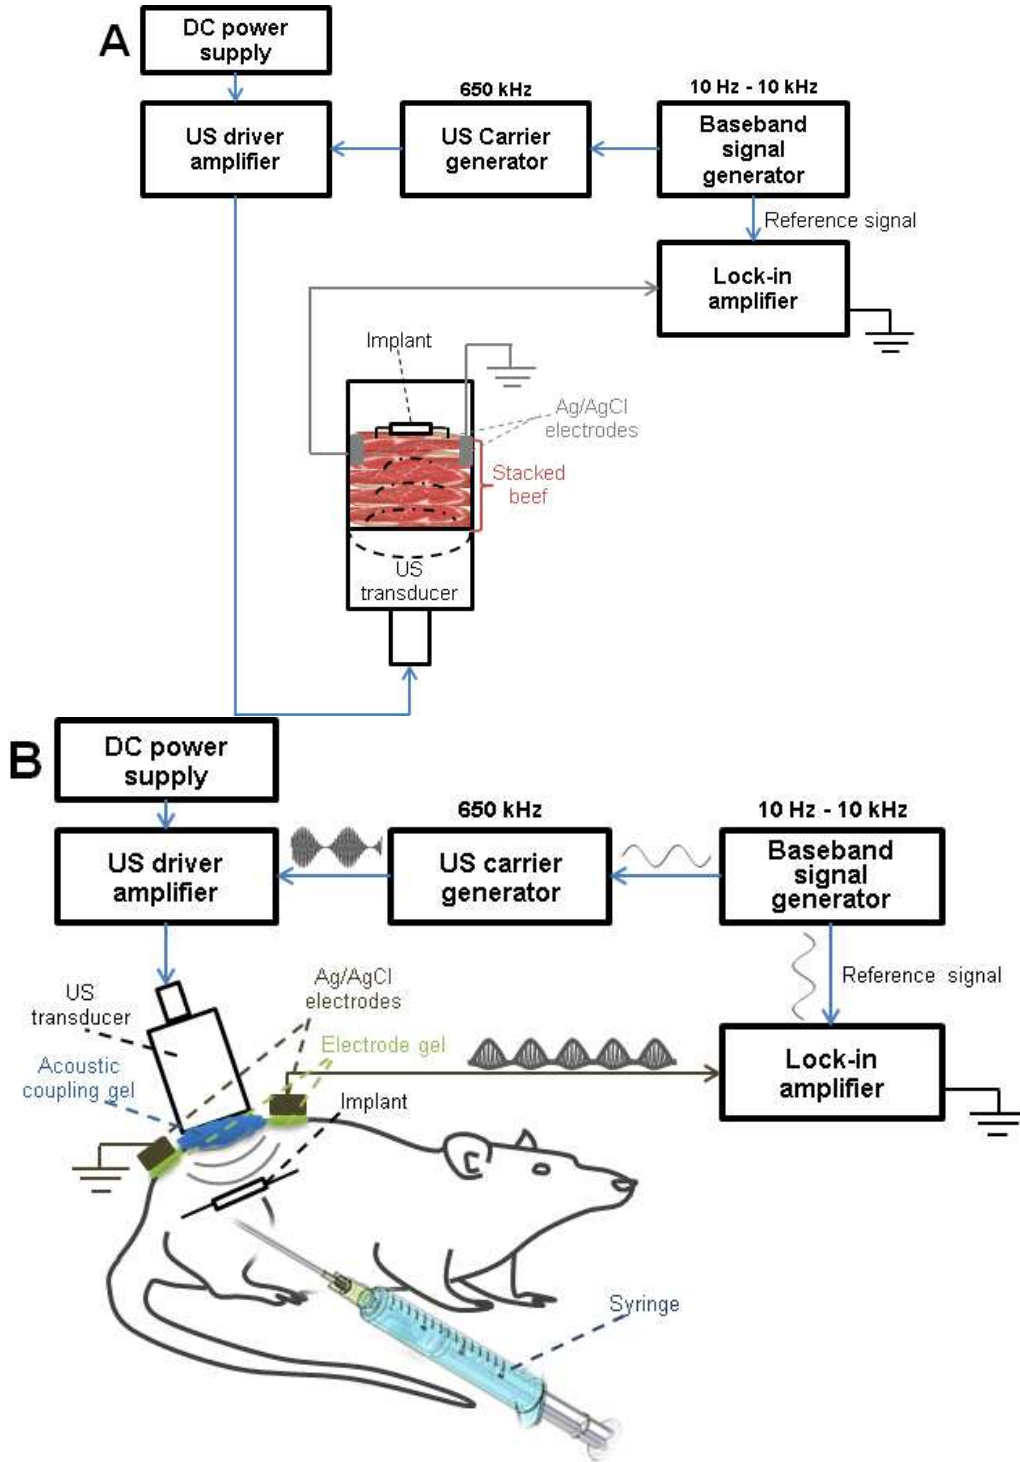 A
DC power
supply
650 kHz
10 Hz - 10 kHz
US driver
amplifier
US Carrier
generator
Baseband
signal
generator
Reference signal
Lock-in
amplifier
Implant
Ag/AgCl
electrodes
Stacked
beef
US
transducer
B
DC power
supply
650 kHz
10 Hz - 10 kHz
US driver
amplifier
US carrier
generator
Baseband
signal
generator
Reference signal
US
transducer
Ag/AgCl
electrodes
Acoustic
coupling gel
Electrode gel
Implant
Lock-in
amplifier
Syringe